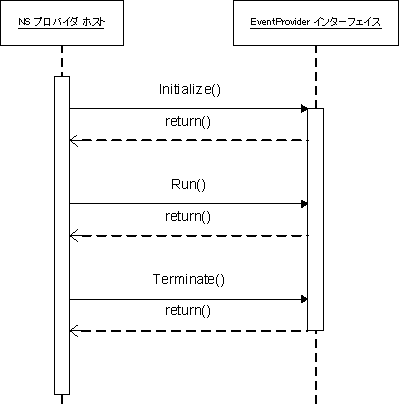 NS プロバイダ ホスト
EventProvider インターフェイス
Initialize()
return()
Run()
return()
Terminate()
return()